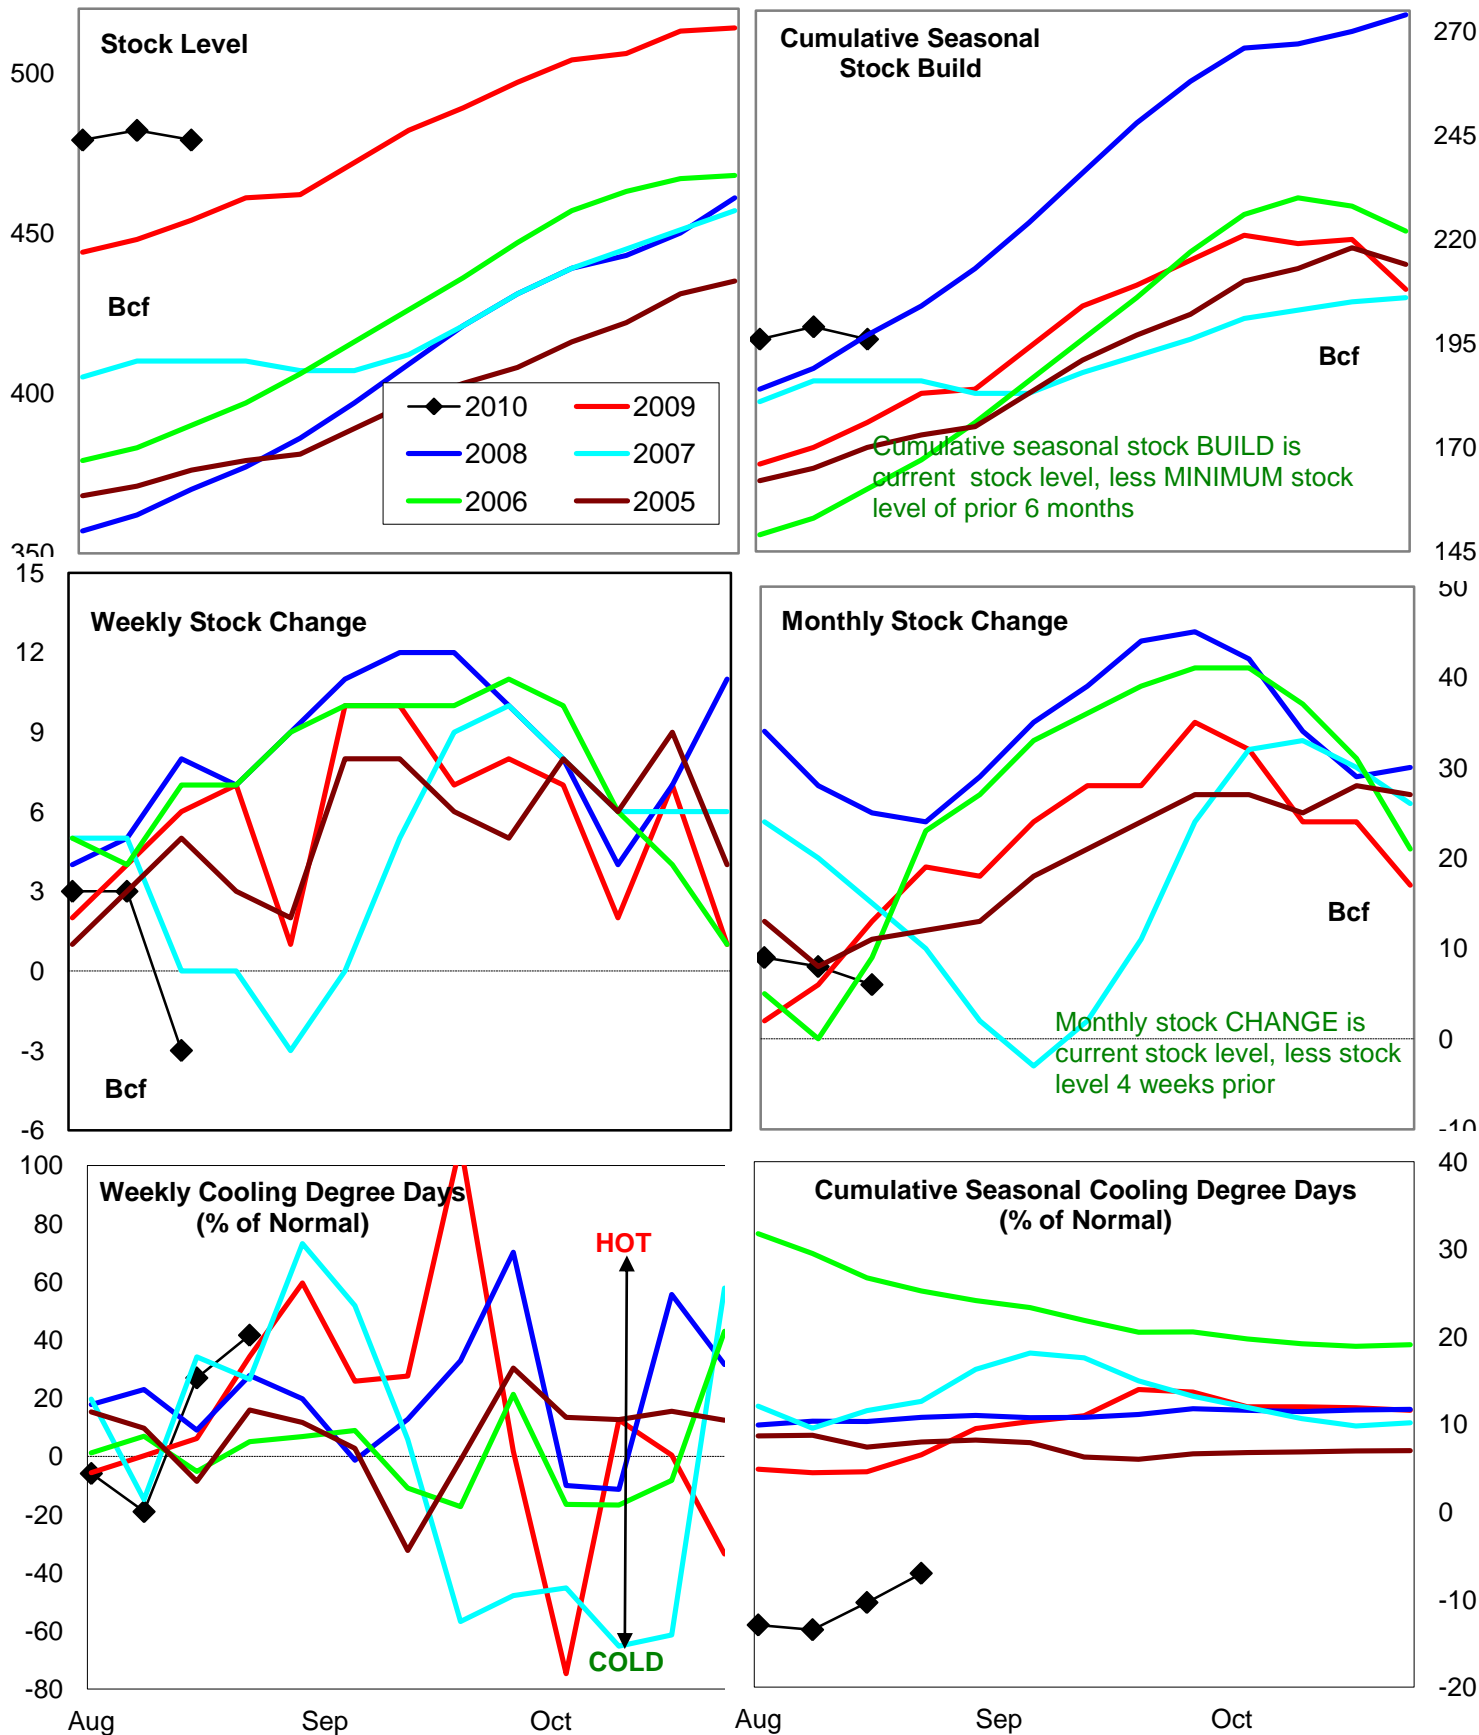 Stock Level
500
450
400
350
Bcf
2010
2009
2008
2007
2006
2005
Cumulative Seasonal
Stock Build
270
245
220
195
170
145
Bcf
Cumulative seasonal stock BUILD is
current stock level, less MINIMUM stock
level of prior 6 months
Weekly Stock Change
15
12
9
6
3
0
-3
-6
Bcf
Monthly Stock Change
50
40
30
20
10
0
-10
Bcf
Monthly stock CHANGE is
current stock level, less stock
level 4 weeks prior
Weekly Cooling Degree Days
(% of Normal)
100
80
60
40
20
0
-20
-40
-60
-80
HOT
COLD
Aug
Sep
Oct
Cumulative Seasonal Cooling Degree Days
(% of Normal)
40
30
20
10
0
-10
-20
Aug
Sep
Oct